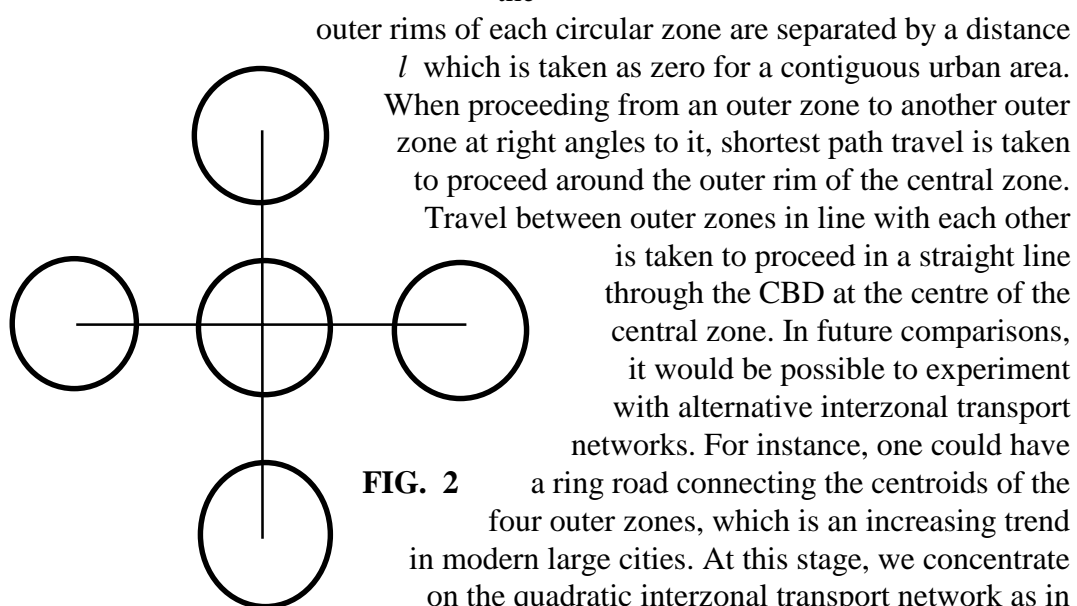 the
outer rims of each circular zone are separated by a distance
l which is taken as zero for a contiguous urban area.
When proceeding from an outer zone to another outer
zone at right angles to it, shortest path travel is taken
to proceed around the outer rim of the central zone.
Travel between outer zones in line with each other
is taken to proceed in a straight line
through the CBD at the centre of the
central zone. In future comparisons,
it would be possible to experiment
with alternative interzonal transport
networks. For instance, one could have
FIG. 2 a ring road connecting the centroids of the
four outer zones, which is an increasing trend
in modern large cities. At this stage, we concentrate
on the quadratic interzonal transport network as in